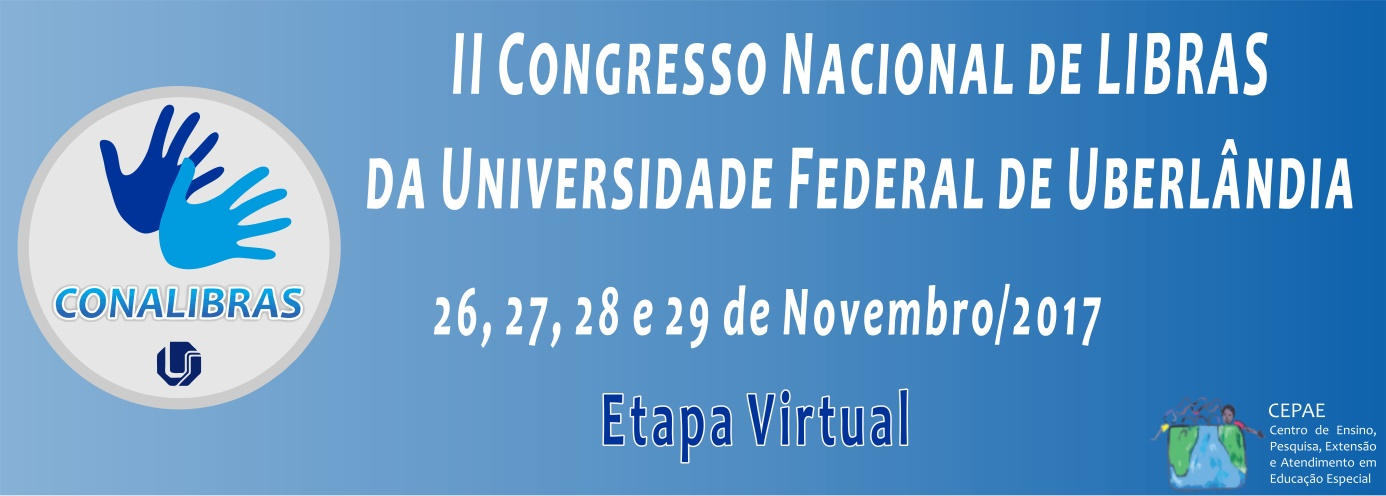 II Congresso Nacional de LIBRAS
da Universidade Federal de Uberlândia
CONALIBRAS
26, 27, 28 e 29 de Novembro/2017
Etapa Virtual
CEPAE
Centro de Ensino,
Pesquisa, Extensão
e Atendimento em
Educação Especial